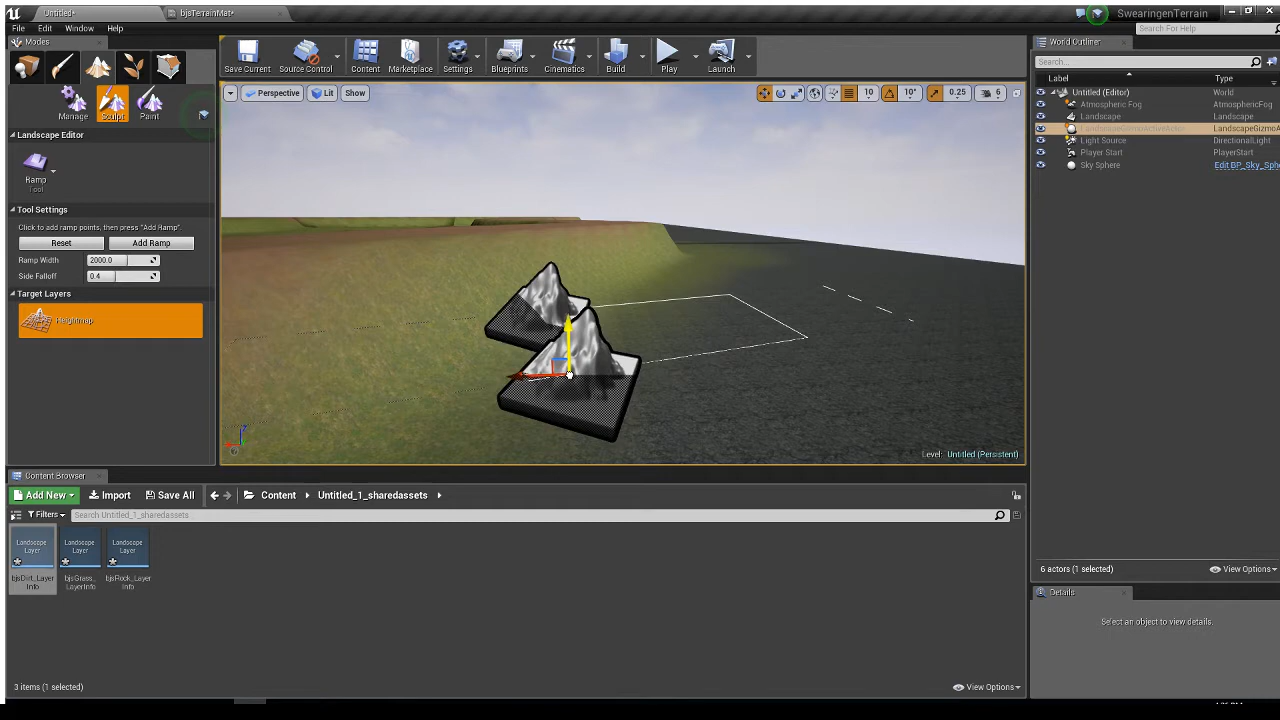 Untitled*
bjsTerrainMat*
SwearingenTerrain
File Edit Window Help
Search For Help
Modes
Save Current
Source Control
Content
Marketplace
Settings
Blueprints
Cinematics
Build
Play
Launch
Manage
Sculpt
Paint
Landscape Editor
Ramp
Tool
Tool Settings
Click to add ramp points, then press "Add Ramp".
Reset
Add Ramp
Ramp Width
2000.0
Side Falloff
0.4
Target Layers
Heightmap
Perspective
Lit
Show
10
10°
0.25
6
Level: Untitled (Persistent)
World Outliner
Search...
Label
Type
Untitled (Editor)
World
Atmospheric Fog
AtmosphericFog
Landscape
Landscape
LandscapeGizmoActiveActor
LandscapeGizmoA
Light Source
DirectionalLight
Player Start
PlayerStart
Sky Sphere
Edit BP_Sky_Sphe
6 actors (1 selected)
View Options
Details
Select an object to view details.
Content Browser
Add New
Import
Save All
Content
Untitled_1_sharedassets
Filters
Search Untitled_1_sharedassets
Landscape
Layer
bjsDirt_Layer
Info
Landscape
Layer
bjsGrass_
LayerInfo
Landscape
Layer
bjsRock_Layer
Info
3 items (1 selected)
View Options